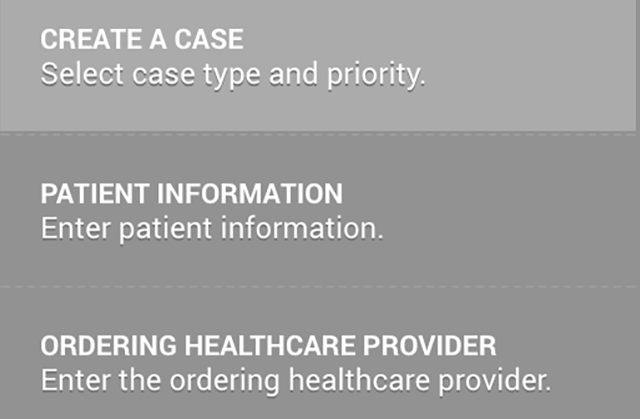 CREATE A CASE
Select case type and priority.
PATIENT INFORMATION
Enter patient information.
ORDERING HEALTHCARE PROVIDER
Enter the ordering healthcare provider.